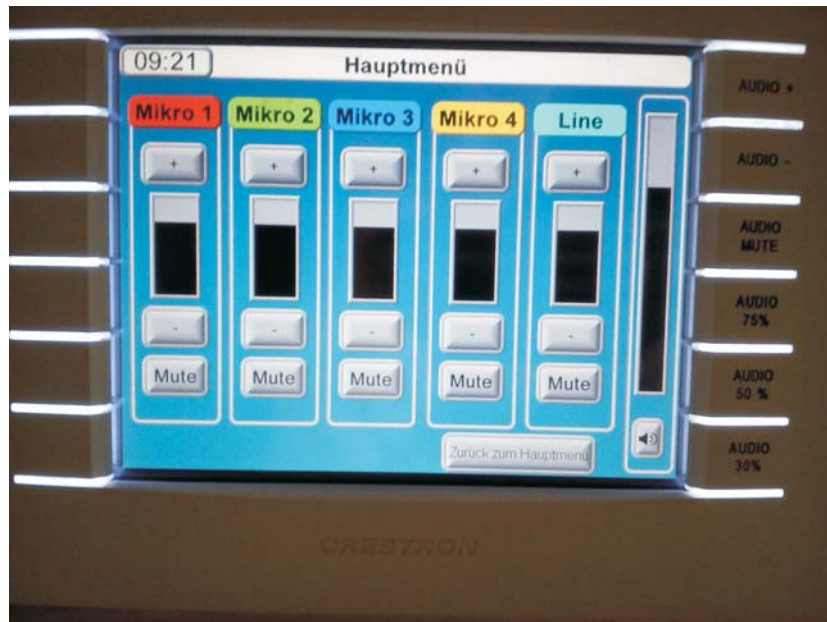 09:21 Hauptmenü
Mikro 1 Mikro 2 Mikro 3 Mikro 4 Line
+ + + + +
- - - - -
Mute Mute Mute Mute Mute
Zurück zum Hauptmenü
AUDIO +
AUDIO -
AUDIO
MUTE
AUDIO
75%
AUDIO
50 %
AUDIO
30%
CRESTRON